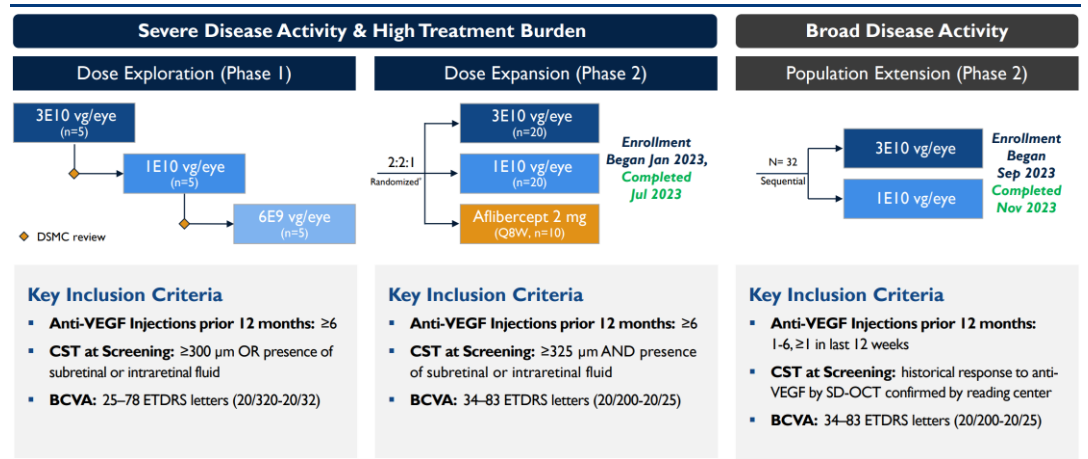 Severe Disease Activity & High Treatment Burden
Dose Exploration (Phase 1)
3E10 vg/eye
(n=5)
1E10 vg/eye
(n=5)
6E9 vg/eye
(n=5)
DSMC review
Dose Expansion (Phase 2)
2:2:1
Randomized*
3E10 vg/eye
(n=20)
1E10 vg/eye
(n=20)
Aflibercept 2 mg
(Q8W, n=10)
Enrollment
Began Jan 2023,
Completed
Jul 2023
Broad Disease Activity
Population Extension (Phase 2)
N= 32
Sequential
3E10 vg/eye
1E10 vg/eye
Enrollment
Began
Sep 2023
Completed
Nov 2023
Key Inclusion Criteria
▪ Anti-VEGF Injections prior 12 months: ≥6
▪ CST at Screening: ≥300 µm OR presence of
subretinal or intraretinal fluid
▪ BCVA: 25–78 ETDRS letters (20/320-20/32)
Key Inclusion Criteria
▪ Anti-VEGF Injections prior 12 months: ≥6
▪ CST at Screening: ≥325 µm AND presence
of subretinal or intraretinal fluid
▪ BCVA: 34–83 ETDRS letters (20/200-20/25)
Key Inclusion Criteria
▪ Anti-VEGF Injections prior 12 months:
1-6, ≥1 in last 12 weeks
▪ CST at Screening: historical response to anti-
VEGF by SD-OCT confirmed by reading center
▪ BCVA: 34–83 ETDRS letters (20/200-20/25)